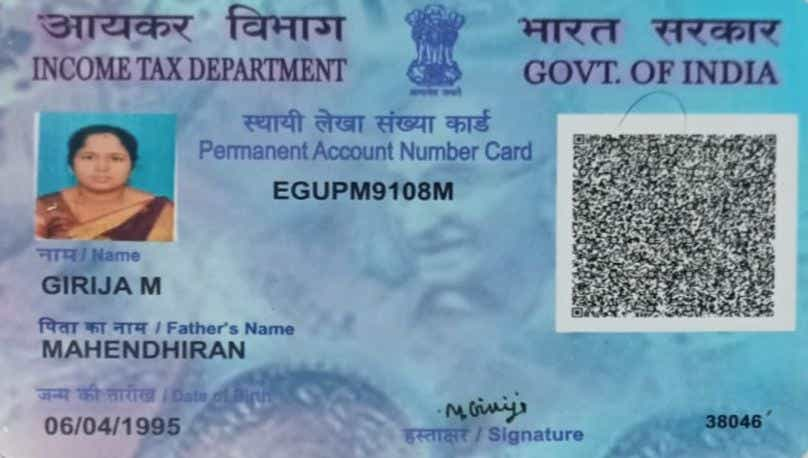 आयकर विभाग
INCOME TAX DEPARTMENT
भारत सरकार
GOVT. OF INDIA
सत्यमेव जयते
स्थायी लेखा संख्या कार्ड
Permanent Account Number Card
EGUPM9108M
नाम / Name
GIRIJA M
पिता का नाम / Father's Name
MAHENDHIRAN
जन्म की तारीख / Date of Birth
06/04/1995
M.Girija
हस्ताक्षर / Signature
38046